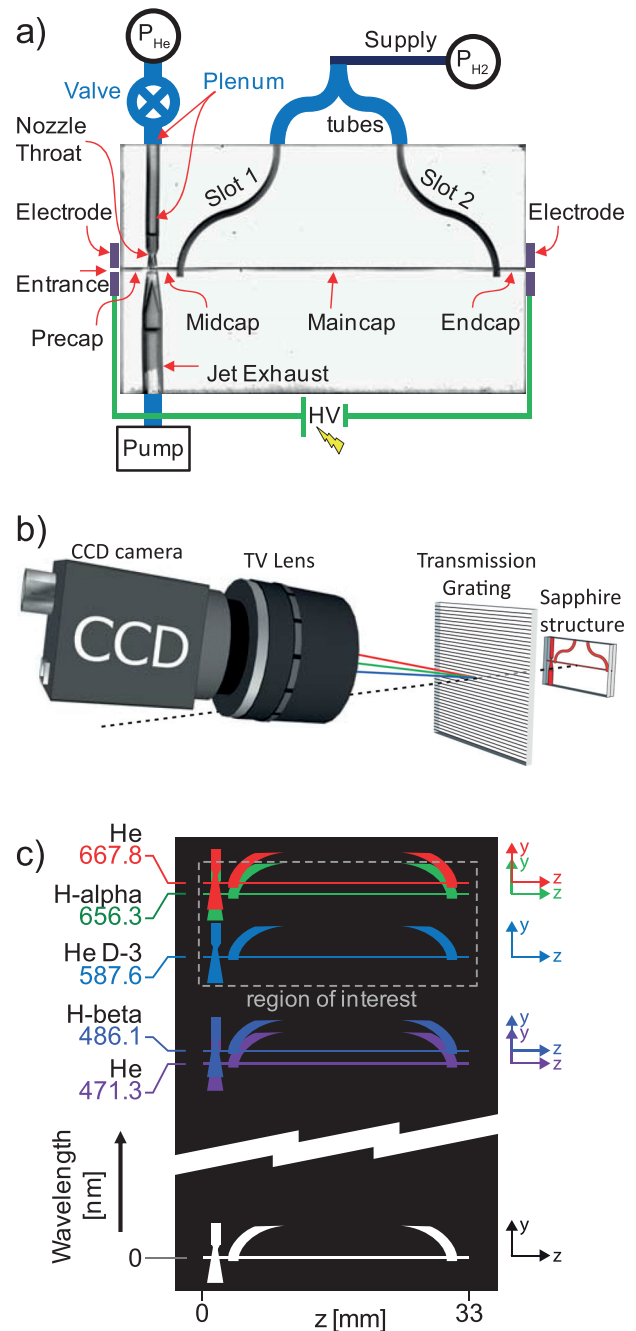 a)
P He
Valve
Plenum
Supply
P H2
tubes
Nozzle
Throat
Slot 1
Slot 2
Electrode
Electrode
Entrance
Precap
Midcap
Maincap
Endcap
Jet Exhaust
HV
Pump
b)
CCD camera
TV Lens
Transmission
Grating
Sapphire
structure
CCD
c)
He
667.8
y
y
z
z
H-alpha
656.3
He D-3
587.6
y
z
region of interest
H-beta
486.1
y
y
z
z
He
471.3
Wavelength
[nm]
0
y
z
0
z [mm]
33